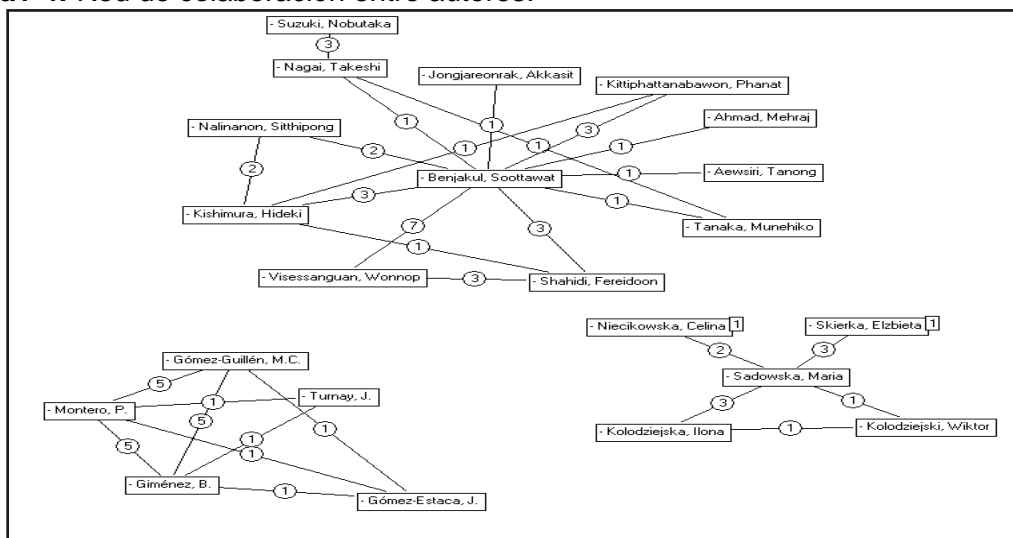 Red de colaboración entre autores.
- Suzuki, Nobutaka
3
- Nagai, Takeshi
- Jongjareonrak, Akkasit
- Kittiphattanabawon, Phanat
- Nalinanon, Sitthipong
1
1
3
- Ahmad, Mehraj
2
1
1
1
2
- Benjakul, Soottawat
1
- Aewsiri, Tanong
3
1
- Kishimura, Hideki
7
3
- Tanaka, Munehiko
1
- Visessanguan, Wonnop
3
- Shahidi, Fereidoon
- Niecikowska, Celina 1
- Skierka, Elzbieta 1
2
3
- Sadowska, Maria
3
1
- Kolodziejska, Ilona
1
- Kolodziejski, Wiktor
- Gómez-Guillén, M.C.
5
1
- Turnay, J.
- Montero, P.
5
1
1
5
1
- Giménez, B.
1
- Gómez-Estaca, J.